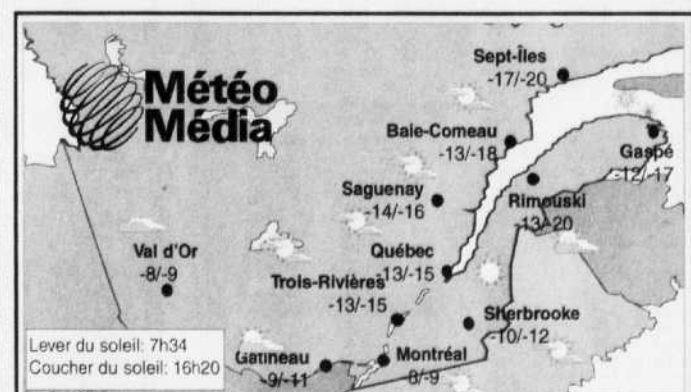 Météo
Média
Sept-Îles
-17/-20
Baie-Comeau
-13/-18
Gaspé
-12/-17
Saguenay
-14/-16
Rimouski
-13/-20
Val d'Or
-8/-9
Québec
-13/-15
Trois-Rivières
-13/-15
Sherbrooke
-10/-12
Lever du soleil: 7h34
Coucher du soleil: 16h20
Gatineau
-9/-11
Montréal
8/-9